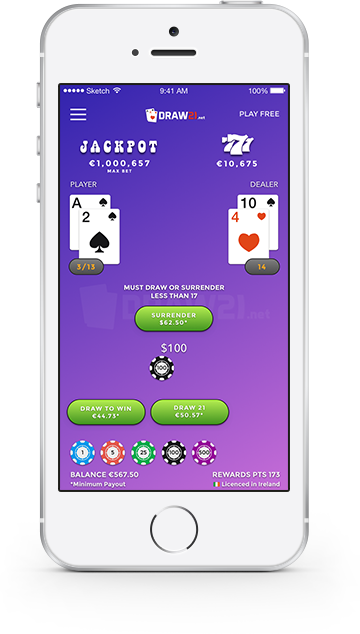 Sketch 9:41 AM 100%
DRAW21.net PLAY FREE
JACKPOT 777
€1,000,657 €10,675
MAX BET
PLAYER DEALER
A 10
2 4
3/13 14
MUST DRAW OR SURRENDER
LESS THAN 17
DRAW21.net
SURRENDER
$62.50*
$100
100
DRAW TO WIN DRAW 21
€44.73* €50.57*
1 5 25 100 500
BALANCE €567.50 REWARDS PTS 173
*Minimum Payout Licenced in Ireland